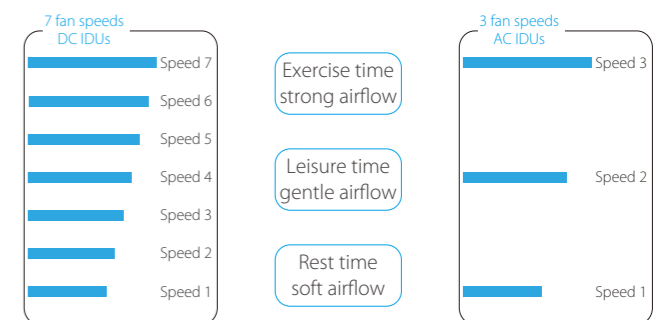 7 fan speeds
DC IDUs
Speed 7
Speed 6
Speed 5
Speed 4
Speed 3
Speed 2
Speed 1
Exercise time
strong airflow
Leisure time
gentle airflow
Rest time
soft airflow
3 fan speeds
AC IDUs
Speed 3
Speed 2
Speed 1